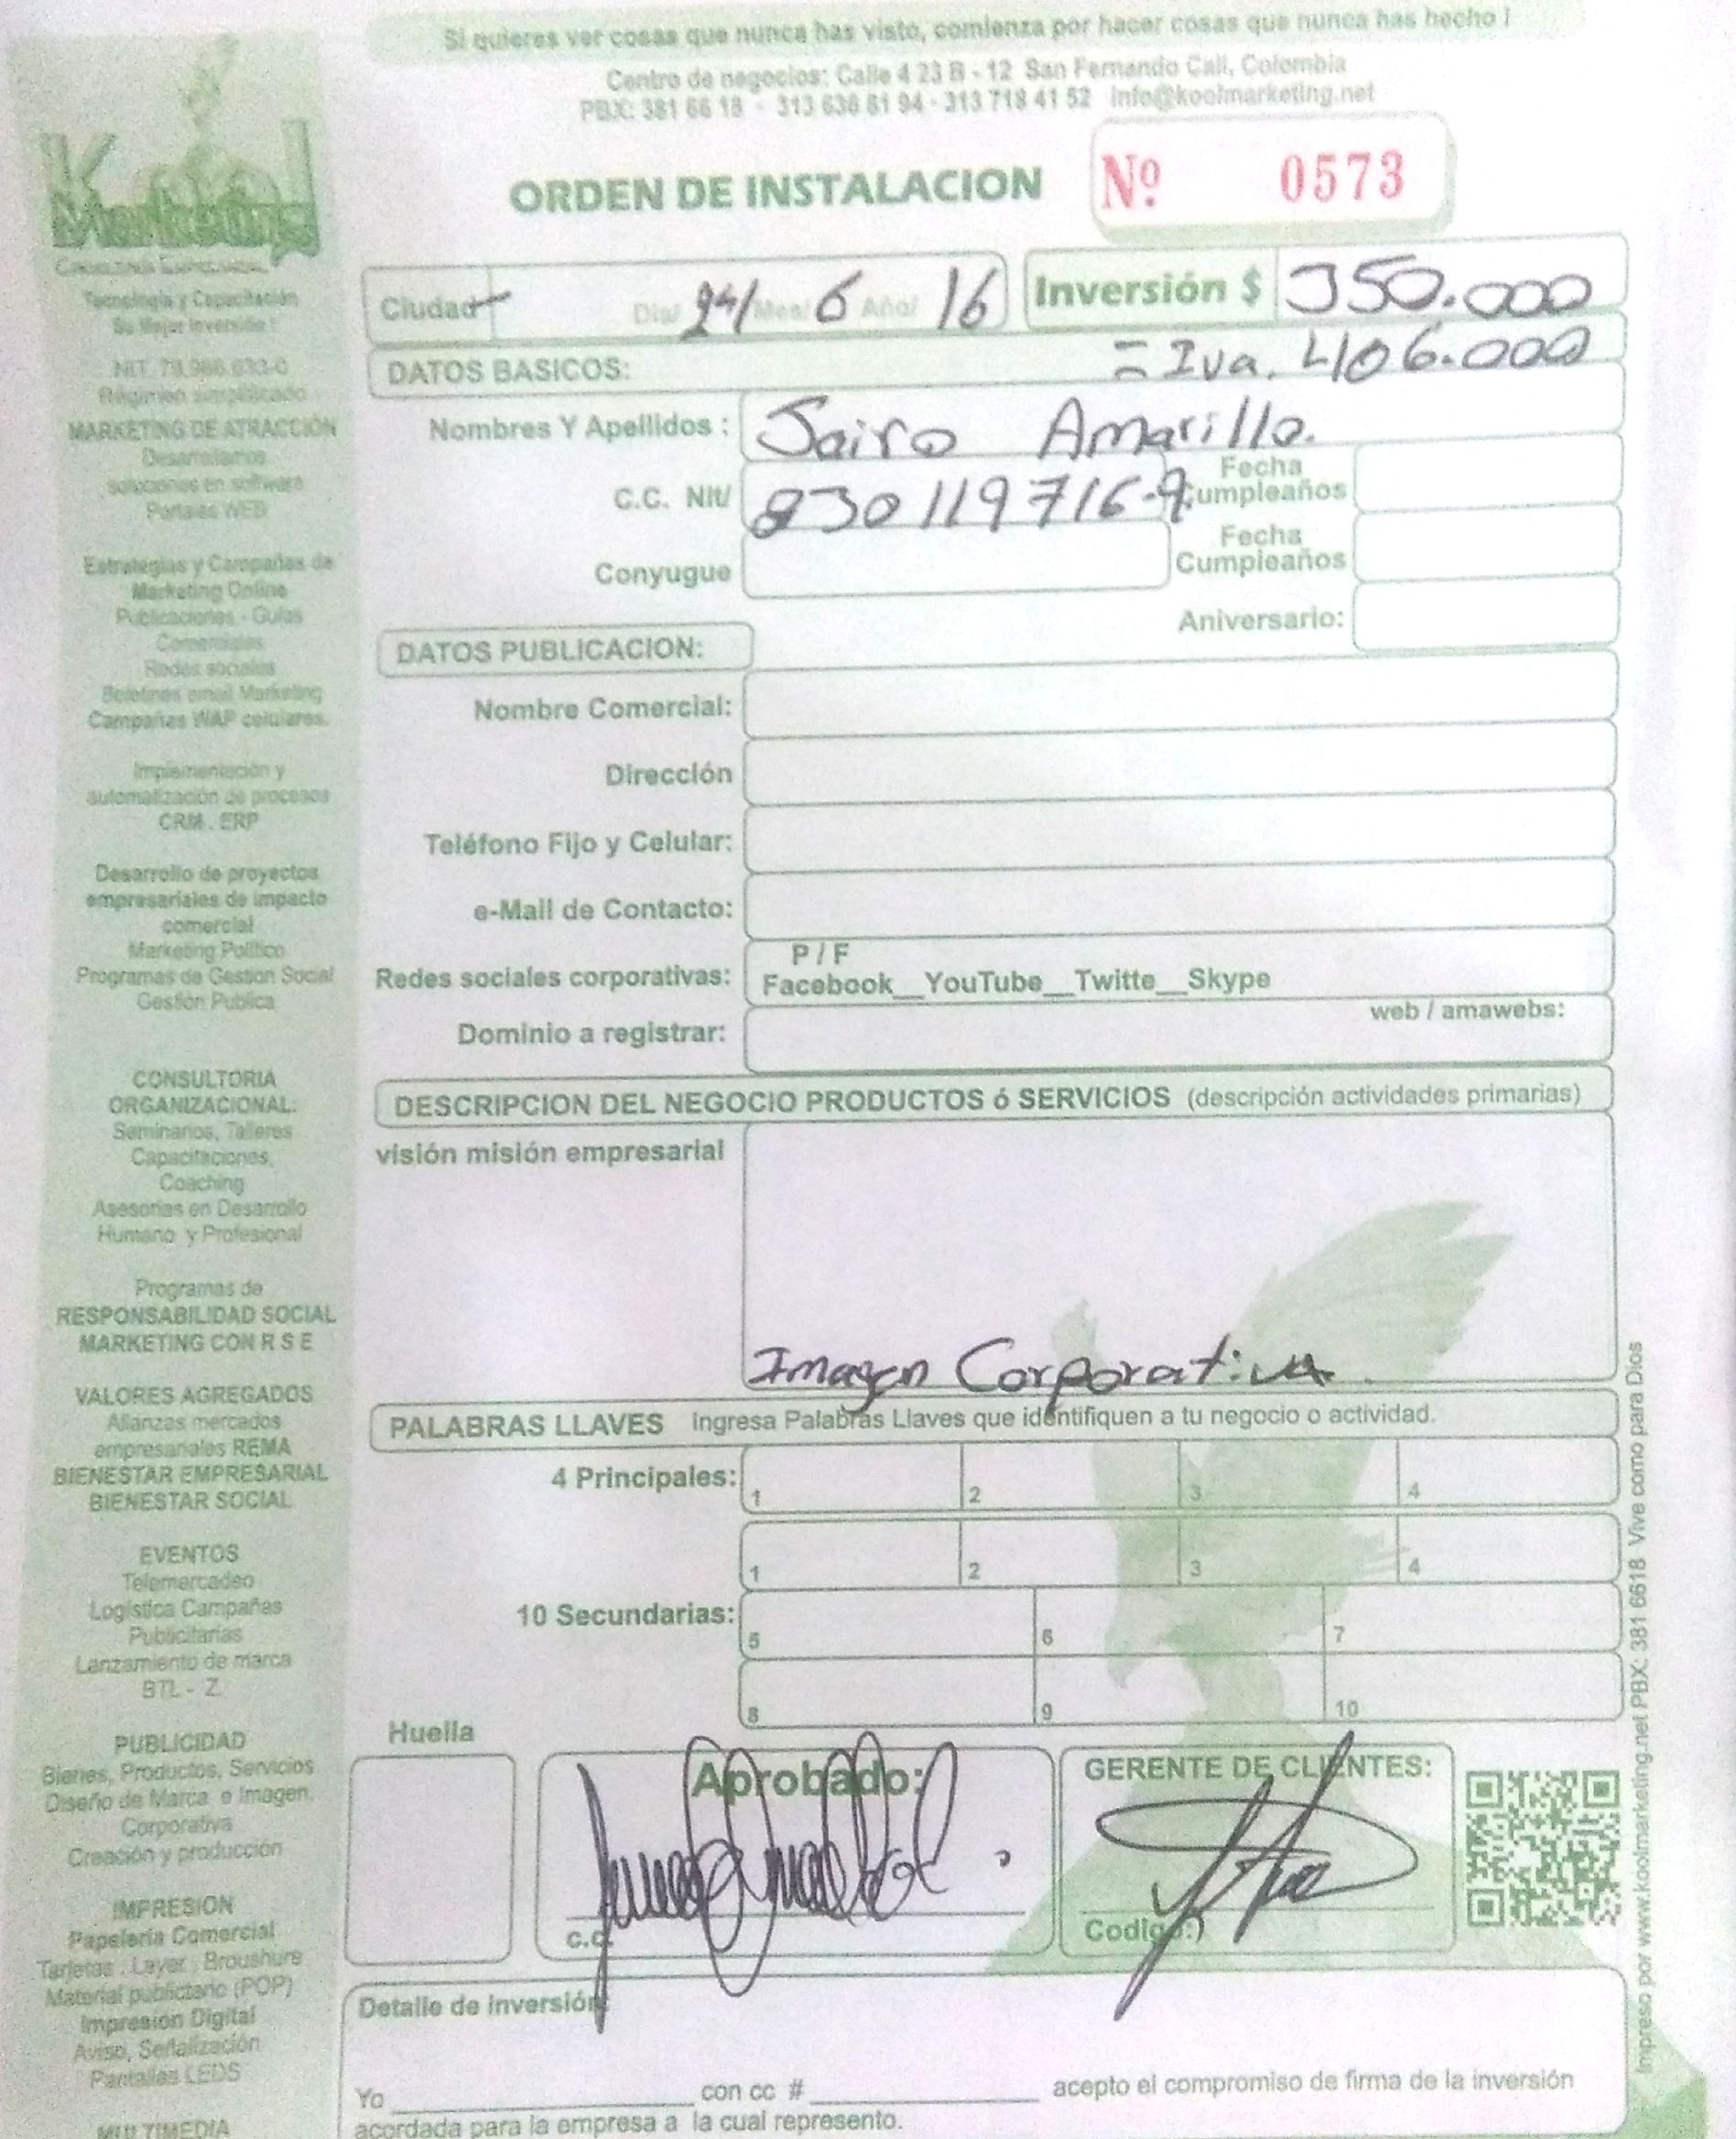 Si quieres ver cosas que nunca has visto, comienza por hacer cosas que nunca has hecho !
Centro de negocios: Calle 4 23 B - 12 San Fernando Cali, Colombia
PBX: 381 66 18 - 313 636 81 94 - 313 718 41 52 info@koolmarketing.net
Kool
Marketing
ORDEN DE INSTALACION
Nº 0573
Tecnología y Capacitación
Su Mejor Inversión !
Régimen simplificado
MARKETING DE ATRACCIÓN
Desarrollamos
soluciones en software
Portales WEB
Estrategias y Campañas de
Marketing Online
Publicaciones - Guías
Comerciales
Redes sociales
Boletines email Marketing
Campañas WAP celulares.
Implementación y
automatización de procesos
CRM . ERP
Desarrollo de proyectos
empresariales de impacto
comercial
Marketing Político
Programas de Gestion Social
Gestión Publica
CONSULTORIA
ORGANIZACIONAL:
Seminarios, Talleres
Capacitaciones,
Coaching
Asesorias en Desarrollo
Humano y Profesional
Programas de
RESPONSABILIDAD SOCIAL
MARKETING CON R S E
VALORES AGREGADOS
Alianzas mercados
empresariales REMA
BIENESTAR EMPRESARIAL
BIENESTAR SOCIAL
EVENTOS
Telemercadeo
Logistica Campañas
Publicitarias
Lanzamiento de marca
BTL - Z
PUBLICIDAD
Bienes, Productos, Servicios
Diseño de Marca e Imagen
Corporativa
Creación y producción
IMPRESION
Papeleria Comercial
Tarjetas . Layer . Broushure
Material publictario (POP)
Impresión Digital
Aviso, Señalización
Pantallas LEDS
MULTIMEDIA
Ciudad Dia/ 24/ Mes/ 6 Año/ 16
Inversión $ 350.000
= Iva. 406.000
DATOS BASICOS:
Nombres Y Apellidos : Jairo Amarillo.
C.C. Nit/ 830119716-9
Fecha
Cumpleaños
Conyugue
Fecha
Cumpleaños
Aniversario:
DATOS PUBLICACION:
Nombre Comercial:
Dirección
Teléfono Fijo y Celular:
e-Mail de Contacto:
P / F
Redes sociales corporativas: Facebook__YouTube__Twitte__Skype
web / amawebs:
Dominio a registrar:
DESCRIPCION DEL NEGOCIO PRODUCTOS ó SERVICIOS (descripción actividades primarias)
visión misión empresarial
Imagen Corporativa
PALABRAS LLAVES Ingresa Palabras Llaves que identifiquen a tu negocio o actividad.
4 Principales: 1 2 3 4
1 2 3 4
10 Secundarias: 5 6 7
8 9 10
Huella
Aprobado:
GERENTE DE CLIENTES:
c.c.
Codigo:)
Detalle de inversión
Yo ____ con cc # ____ acepto el compromiso de firma de la inversión
acordada para la empresa a la cual represento.
Impreso por www.koolmarketing.net PBX: 381 6618 Vive como para Dios